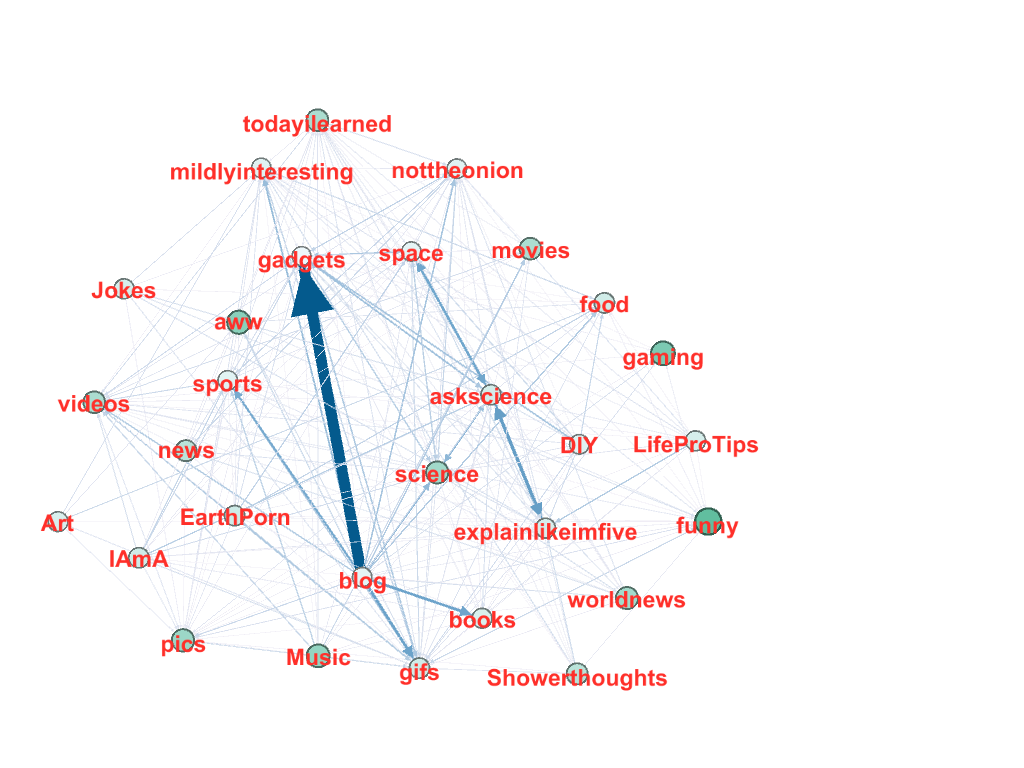 todayilearned
mildlyinteresting
nottheonion
gadgets
space
movies
Jokes
food
aww
gaming
sports
videos
askscience
news
DIY
LifeProTips
science
Art
EarthPorn
explainlikeimfive
funny
IAmA
blog
books
worldnews
pics
Music
gifs
Showerthoughts